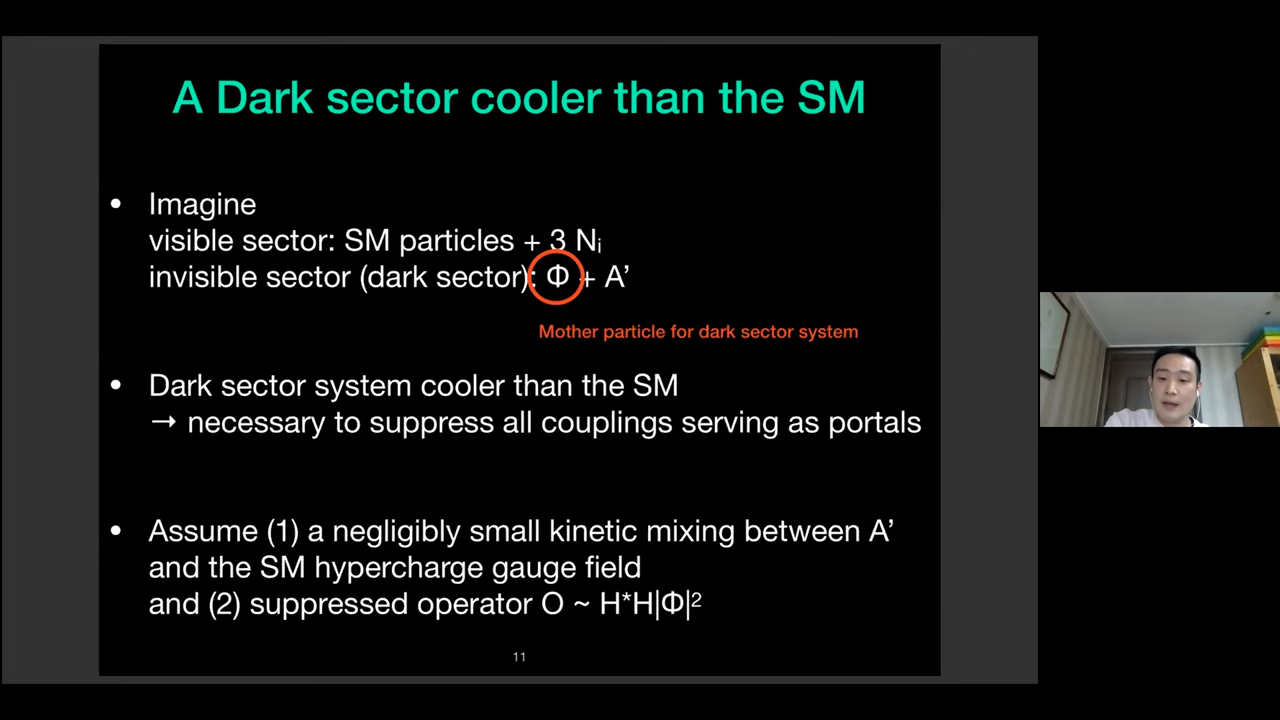 A Dark sector cooler than the SM
• Imagine
visible sector: SM particles + 3 Nᵢ
invisible sector (dark sector): Φ + A’
Mother particle for dark sector system
• Dark sector system cooler than the SM
→ necessary to suppress all couplings serving as portals
• Assume (1) a negligibly small kinetic mixing between A’
and the SM hypercharge gauge field
and (2) suppressed operator O ~ H*H|Φ|²
11